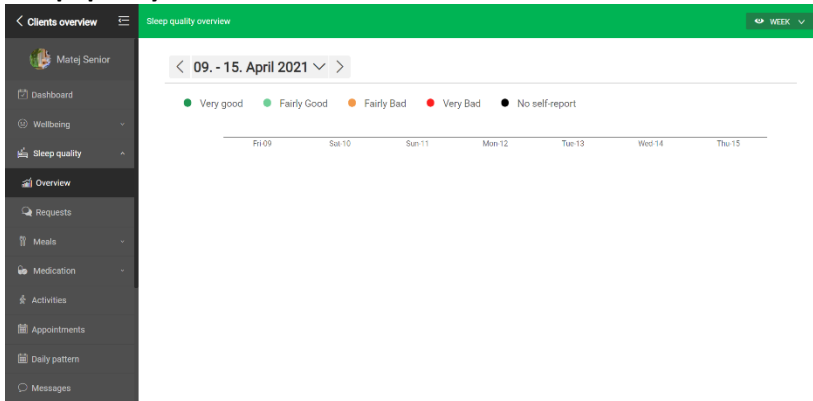 Clients overview
Sleep quality overview
WEEK
Matej Senior
09. - 15. April 2021
Dashboard
Very good
Fairly Good
Fairly Bad
Very Bad
No self-report
Wellbeing
Fri-09
Sat-10
Sun-11
Mon-12
Tue-13
Wed-14
Thu-15
Sleep quality
Overview
Requests
Meals
Medication
Activities
Appointments
Daily pattern
Messages